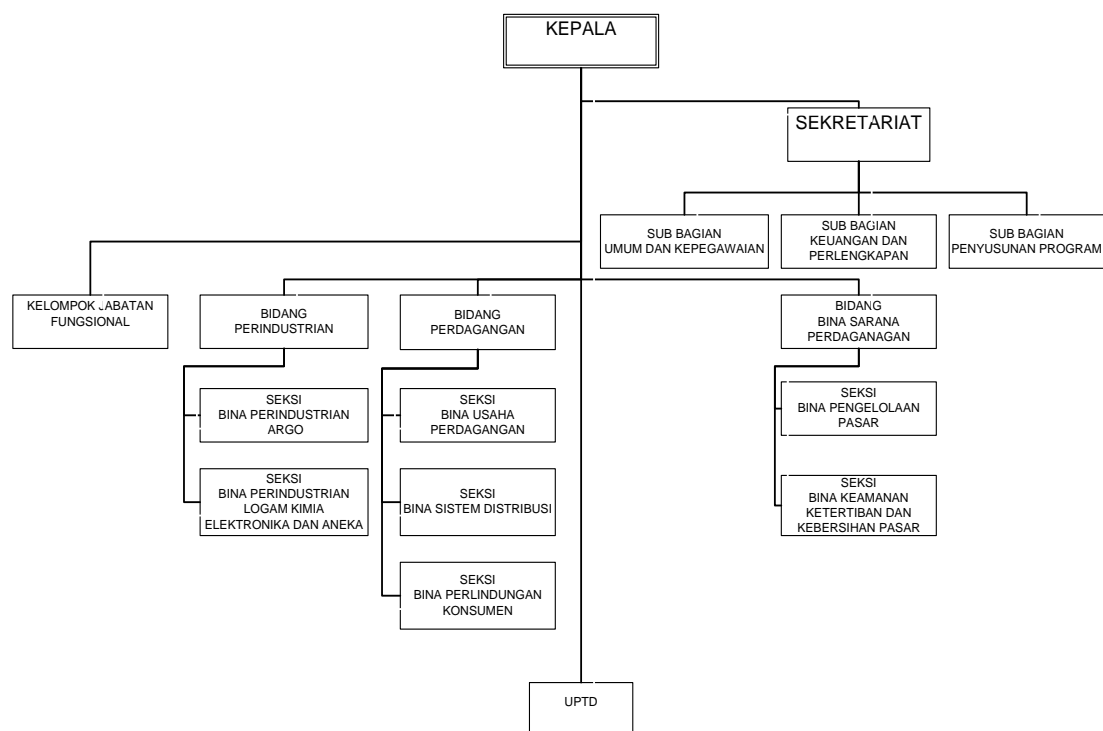 KEPALA
SEKRETARIAT
SUB BAGIAN
UMUM DAN KEPEGAWAIAN
SUB BAGIAN
KEUANGAN DAN
PERLENGKAPAN
SUB BAGIAN
PENYUSUNAN PROGRAM
KELOMPOK JABATAN
FUNGSIONAL
BIDANG
PERINDUSTRIAN
BIDANG
PERDAGANGAN
BIDANG
BINA SARANA
PERDAGANAGAN
SEKSI
BINA PERINDUSTRIAN
ARGO
SEKSI
BINA USAHA
PERDAGANGAN
SEKSI
BINA PENGELOLAAN
PASAR
SEKSI
BINA PERINDUSTRIAN
LOGAM KIMIA
ELEKTRONIKA DAN ANEKA
SEKSI
BINA SISTEM DISTRIBUSI
SEKSI
BINA KEAMANAN
KETERTIBAN DAN
KEBERSIHAN PASAR
SEKSI
BINA PERLINDUNGAN
KONSUMEN
UPTD